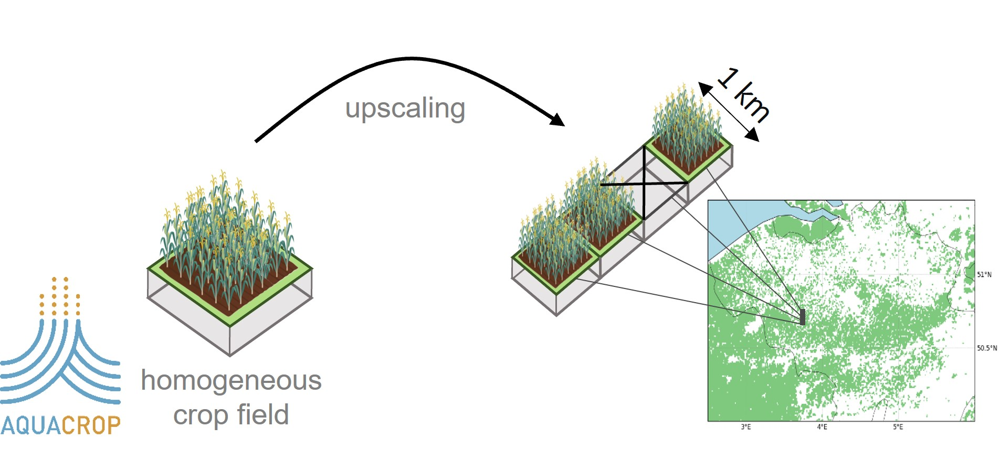 upscaling
1 km
homogeneous
crop field
AQUACROP
51°N
50.5°N
3°E
4°E
5°E